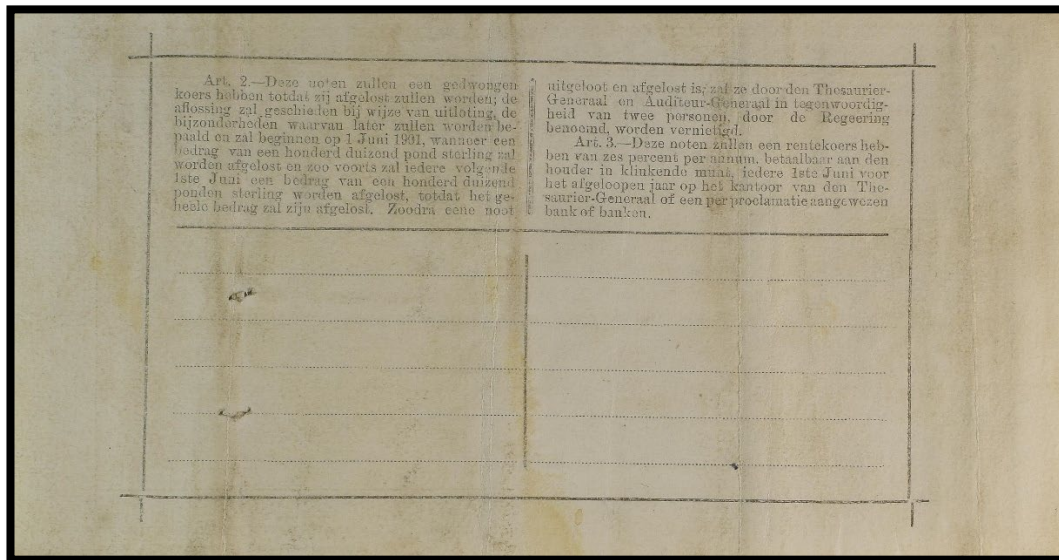 Art. 2.—Deze noten zullen een gedwongen
koers hebben totdat zij afgelost zullen worden; de
aflossing zal geschieden bij wijze van uitloting, de
bijzonderheden waarvan later zullen worden be-
paald en zal beginnen op 1 Juni 1901, wanneer een
bedrag van een honderd duizend pond sterling zal
worden afgelost en zoo voorts zal iedere volgende
1ste Juni een bedrag van een honderd duizend
ponden sterling worden afgelost, totdat het ge-
heele bedrag zal zijn afgelost. Zoodra eene noot
uitgeloot en afgelost is, zal ze door den Thesaurier-
Generaal en Auditeur-Generaal in tegenwoordig-
heid van twee personen, door de Regeering
benoemd, worden vernietigd.
Art. 3.—Deze noten zullen een rentekoers heb-
ben van zes percent per annum, betaalbaar aan den
houder in klinkende munt, iedere 1ste Juni voor
het afgeloopen jaar op het kantoor van den The-
saurier-Generaal of een per proclamatie aangewezen
bank of banken.